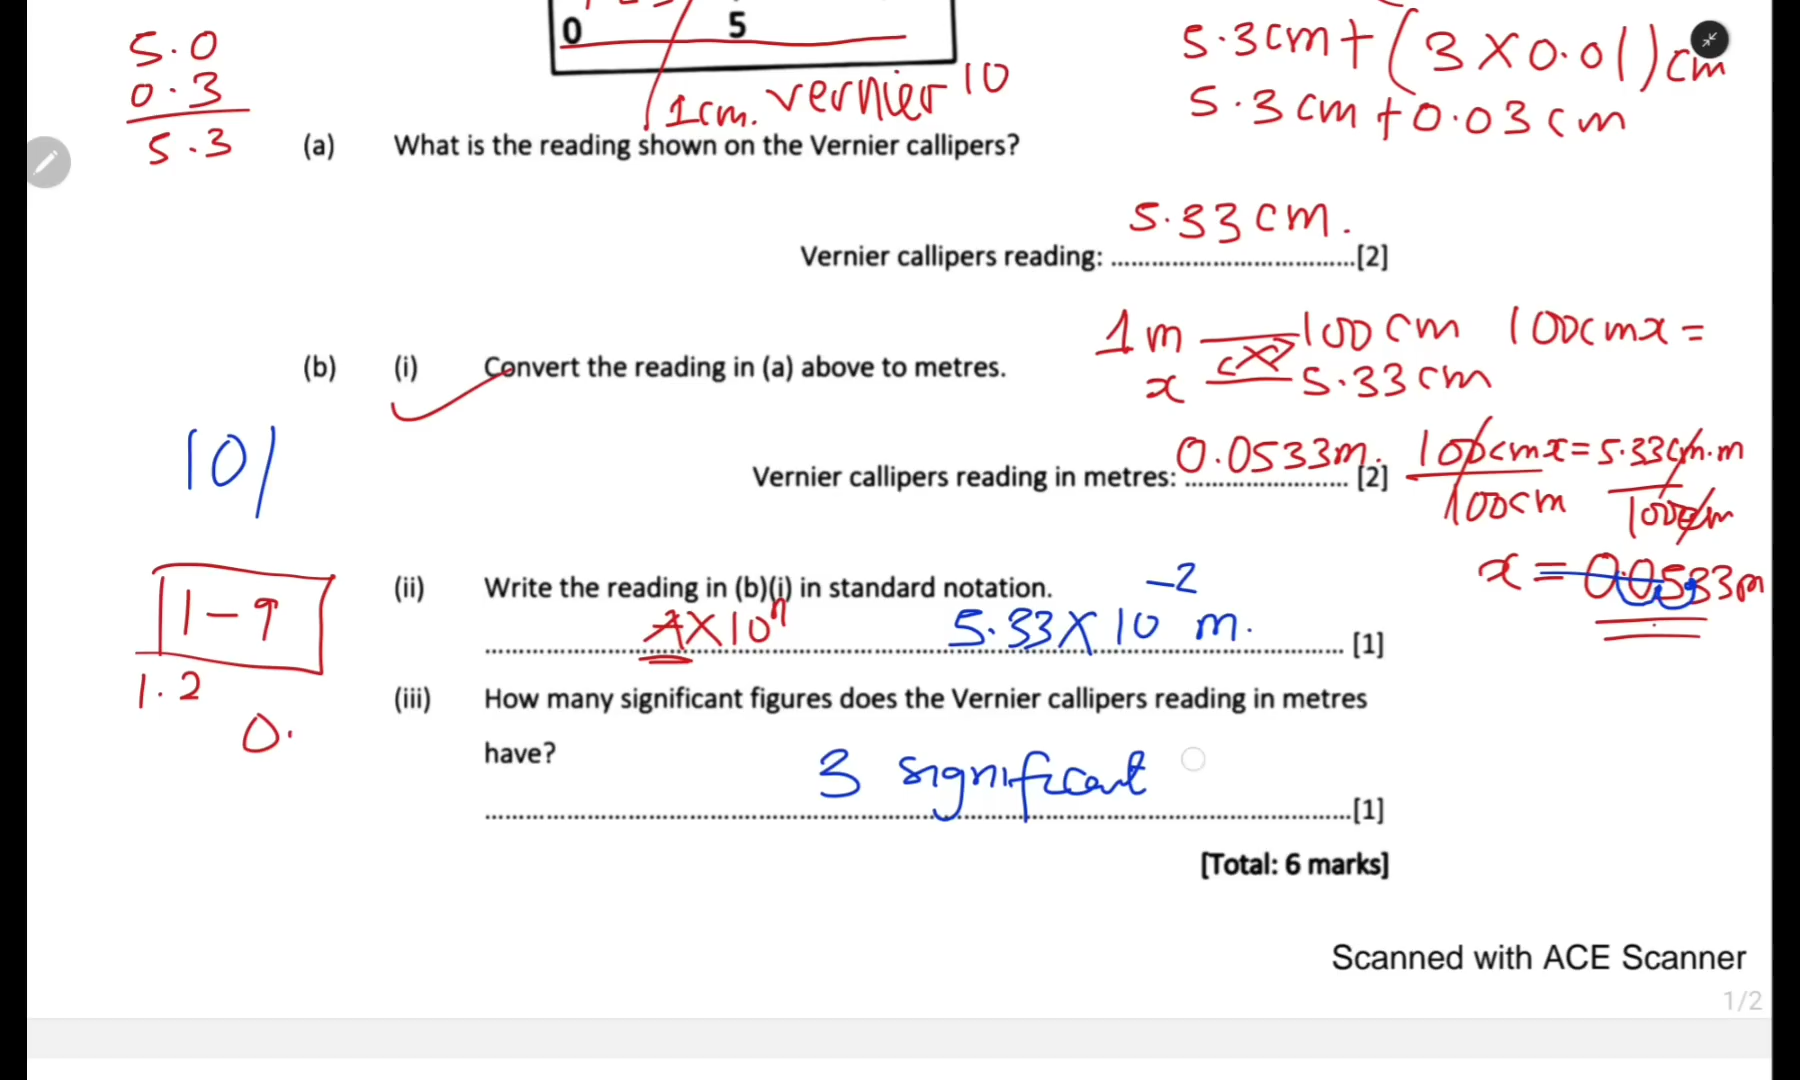 0 5
5.0
0.3
5.3
5.3cm + (3 X 0.01) cm
5.3 cm + 0.03 cm
1cm. vernier 10
(a) What is the reading shown on the Vernier callipers?
5.33 cm.
Vernier callipers reading: ....................................[2]
1 m 100 cm 100 cm x =
x 5.33 cm
(b) (i) Convert the reading in (a) above to metres.
101
0.0533m.
Vernier callipers reading in metres: ........................ [2]
100cm x = 5.33 cm.m
100cm 100cm
x = 0.0533m
(ii) Write the reading in (b)(i) in standard notation.
1 – 9
A X 10ⁿ 5.33 X 10⁻² m.
.................................................................... [1]
1.2
0.
(iii) How many significant figures does the Vernier callipers reading in metres
have?
3 significant
....................................................................[1]
[Total: 6 marks]
Scanned with ACE Scanner
1/2